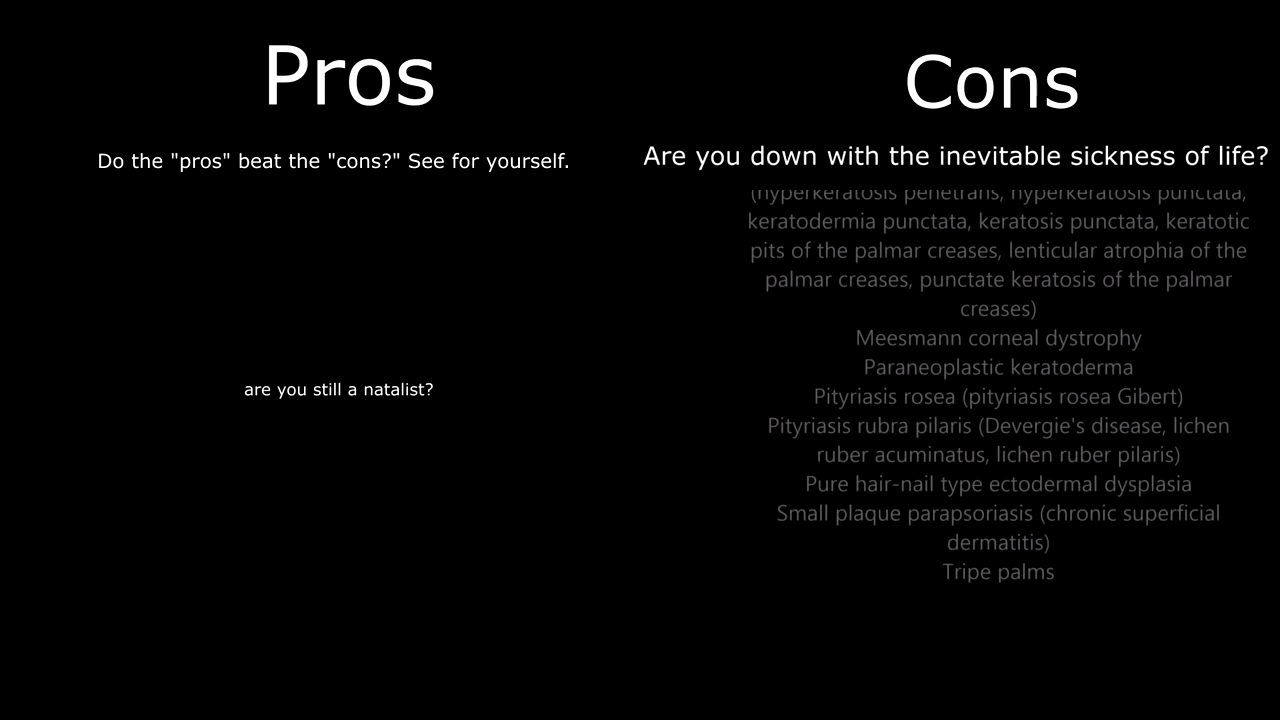 Pros
Do the "pros" beat the "cons?" See for yourself.
are you still a natalist?
Cons
Are you down with the inevitable sickness of life?
(hyperkeratosis penetrans, hyperkeratosis punctata,
keratodermia punctata, keratosis punctata, keratotic
pits of the palmar creases, lenticular atrophia of the
palmar creases, punctate keratosis of the palmar
creases)
Meesmann corneal dystrophy
Paraneoplastic keratoderma
Pityriasis rosea (pityriasis rosea Gibert)
Pityriasis rubra pilaris (Devergie's disease, lichen
ruber acuminatus, lichen ruber pilaris)
Pure hair-nail type ectodermal dysplasia
Small plaque parapsoriasis (chronic superficial
dermatitis)
Tripe palms